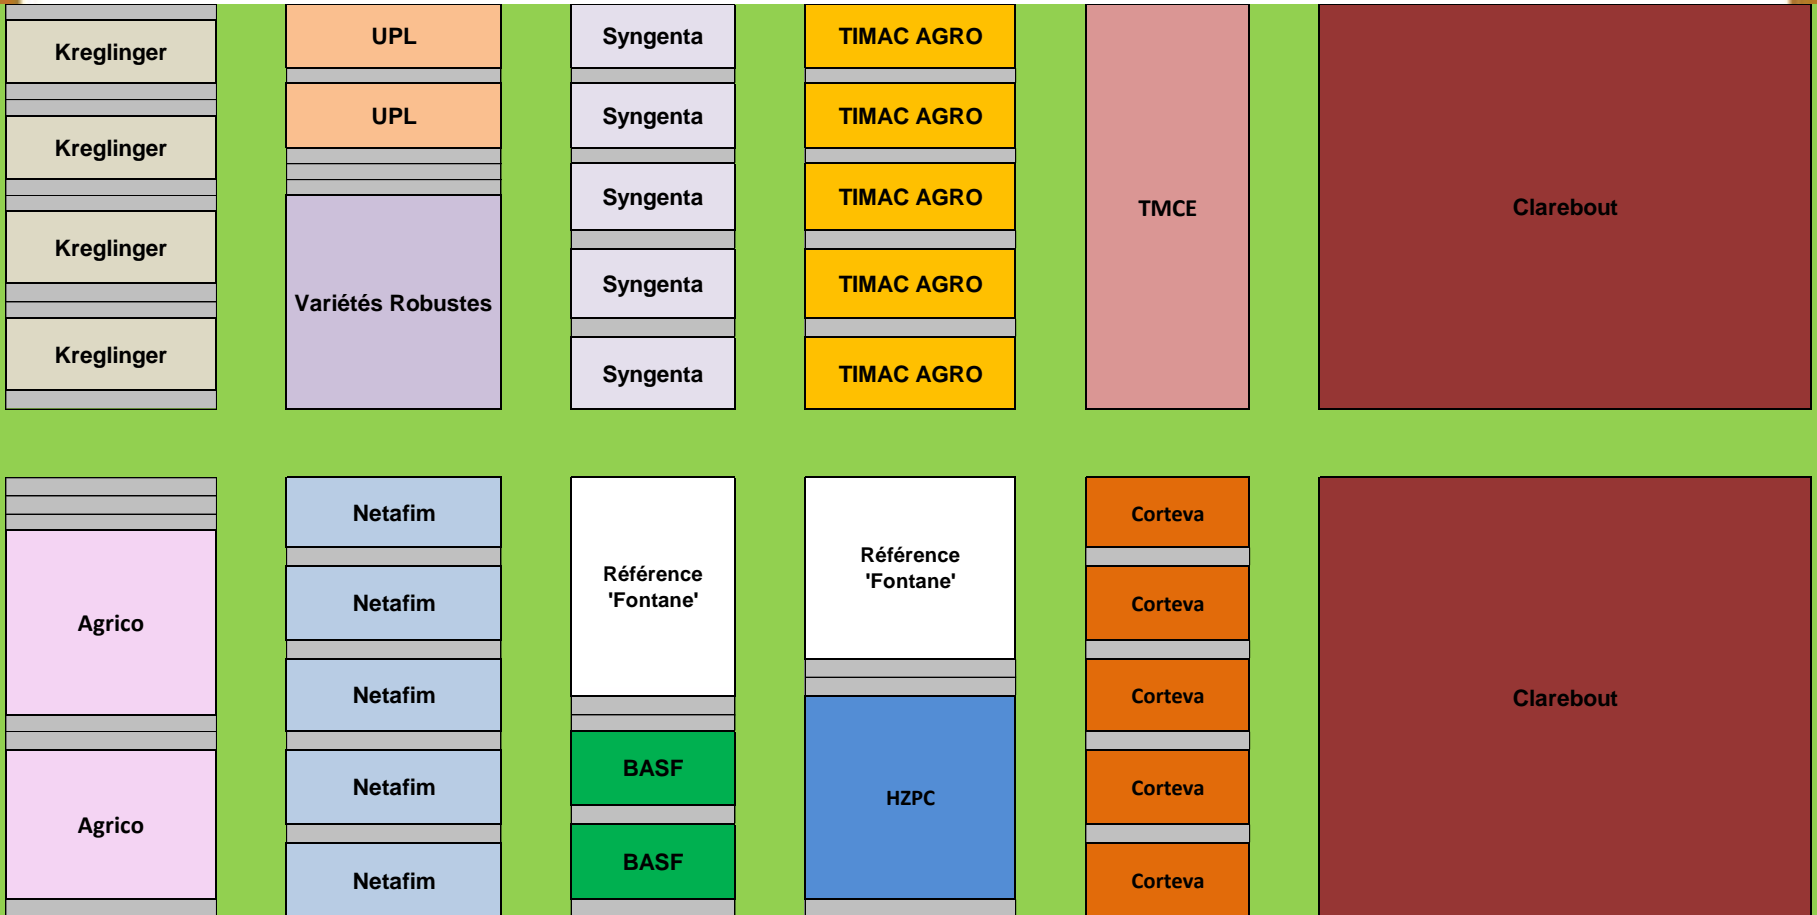 Kreglinger
Kreglinger
Kreglinger
Kreglinger
UPL
UPL
Variétés Robustes
Syngenta
Syngenta
Syngenta
Syngenta
Syngenta
TIMAC AGRO
TIMAC AGRO
TIMAC AGRO
TIMAC AGRO
TIMAC AGRO
TMCE
Clarebout
Agrico
Agrico
Netafim
Netafim
Netafim
Netafim
Netafim
Référence
'Fontane'
BASF
BASF
Référence
'Fontane'
HZPC
Corteva
Corteva
Corteva
Corteva
Corteva
Clarebout